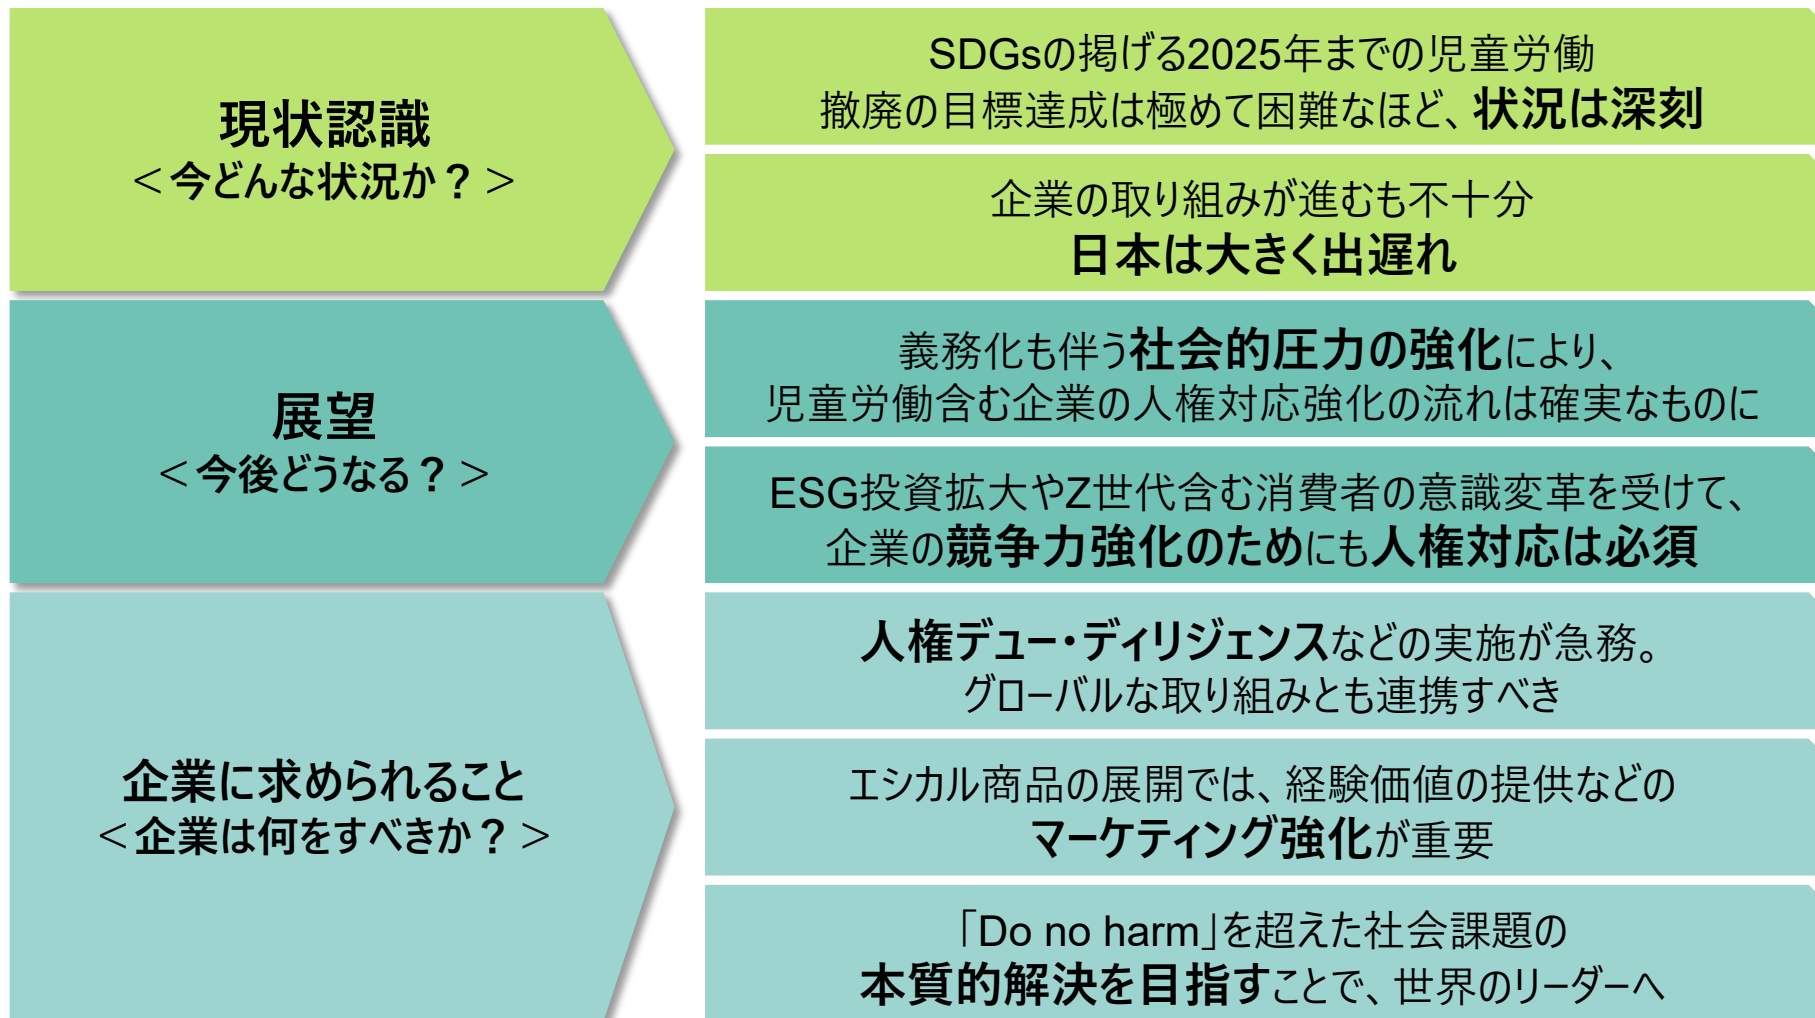 現状認識
＜今どんな状況か？＞
SDGsの掲げる2025年までの児童労働
撤廃の目標達成は極めて困難なほど、状況は深刻
企業の取り組みが進むも不十分
日本は大きく出遅れ
展望
＜今後どうなる？＞
義務化も伴う社会的圧力の強化により、
児童労働含む企業の人権対応強化の流れは確実なものに
ESG投資拡大やZ世代含む消費者の意識変革を受けて、
企業の競争力強化のためにも人権対応は必須
企業に求められること
＜企業は何をすべきか？＞
人権デュー・ディリジェンスなどの実施が急務。
グローバルな取り組みとも連携すべき
エシカル商品の展開では、経験価値の提供などの
マーケティング強化が重要
「Do no harm」を超えた社会課題の
本質的解決を目指すことで、世界のリーダーへ